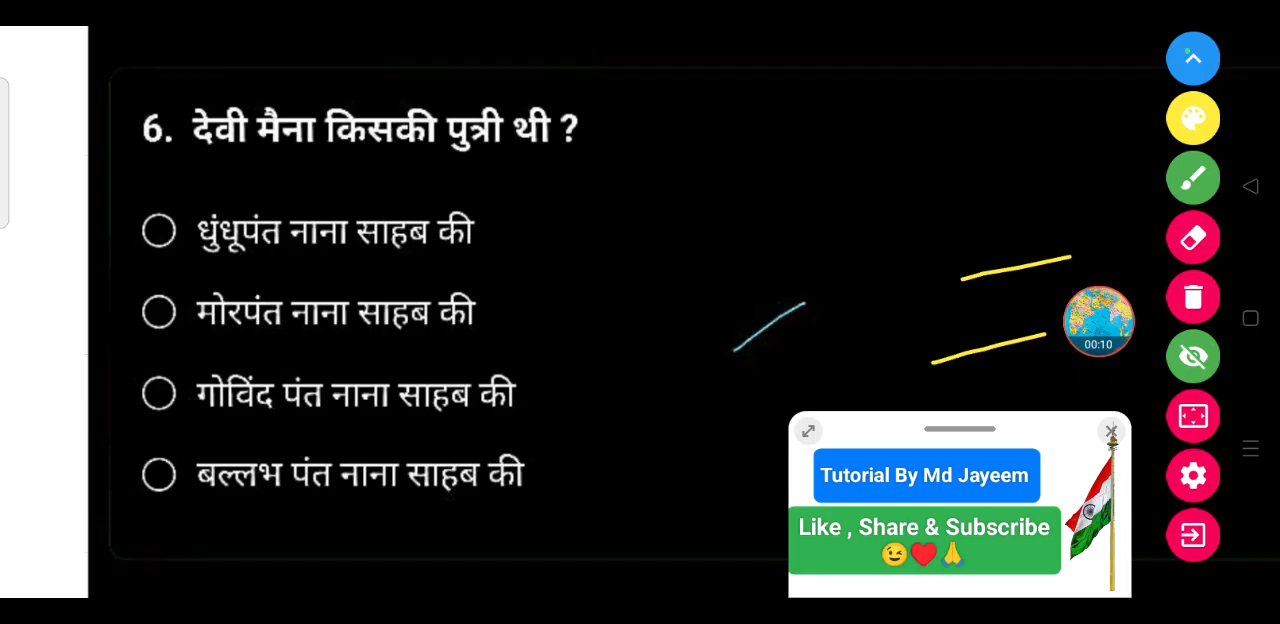 6. देवी मैना किसकी पुत्री थी ?
धुंधूपंत नाना साहब की
मोरपंत नाना साहब की
गोविंद पंत नाना साहब की
बल्लभ पंत नाना साहब की
00:10
Tutorial By Md Jayeem
Like , Share & Subscribe
😉❤️🙏